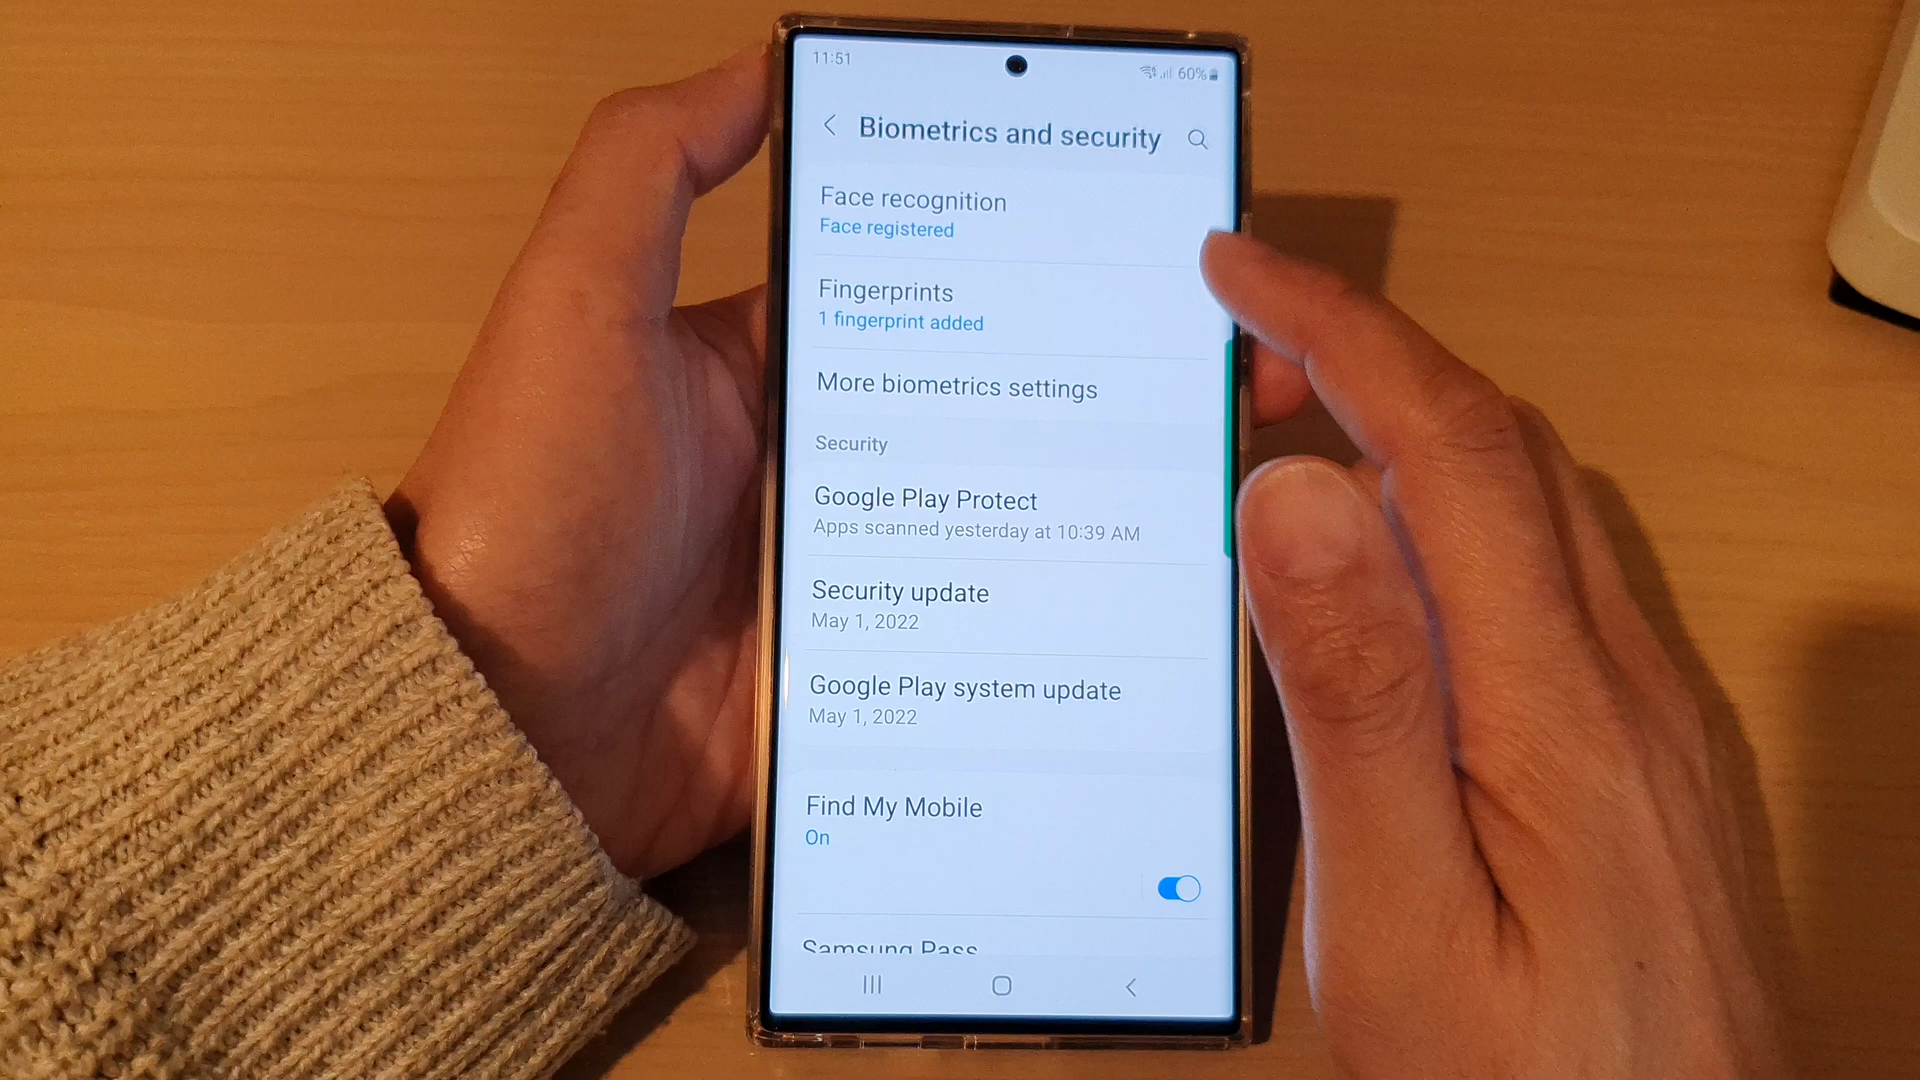 11:51
60%
Biometrics and security
Face recognition
Face registered
Fingerprints
1 fingerprint added
More biometrics settings
Security
Google Play Protect
Apps scanned yesterday at 10:39 AM
Security update
May 1, 2022
Google Play system update
May 1, 2022
Find My Mobile
On
Samsung Pass